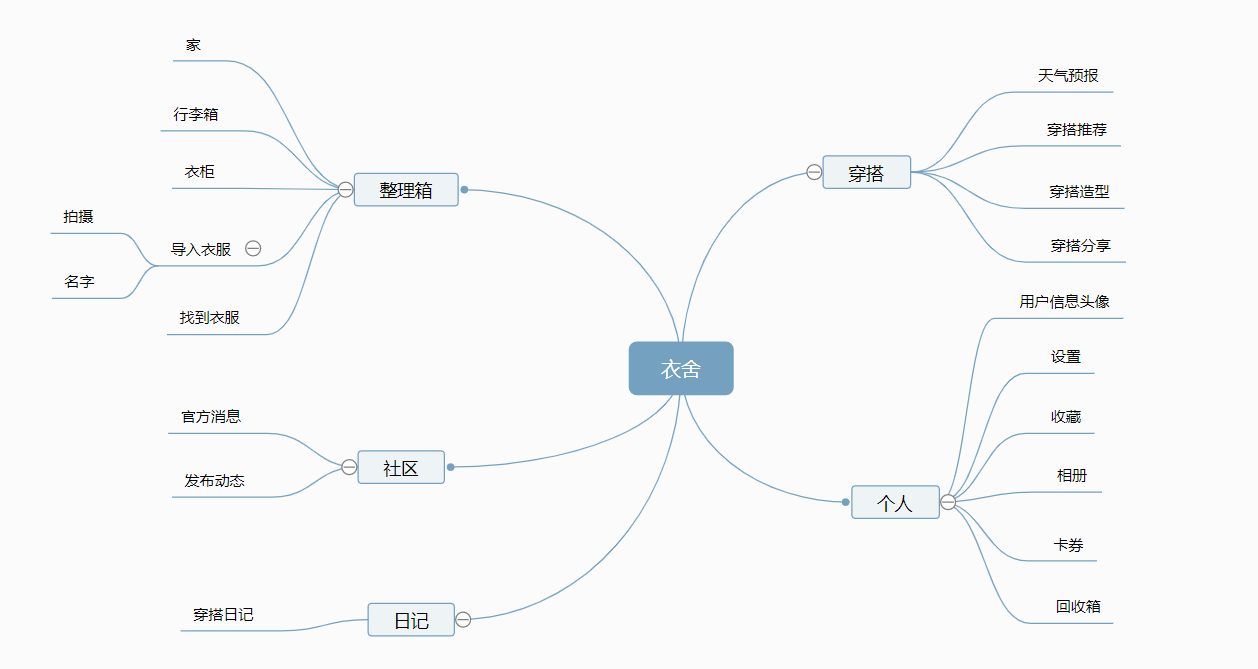 衣舍
整理箱
家
行李箱
衣柜
导入衣服
拍摄
名字
找到衣服
社区
官方消息
发布动态
日记
穿搭日记
穿搭
天气预报
穿搭推荐
穿搭造型
穿搭分享
个人
用户信息头像
设置
收藏
相册
卡券
回收箱